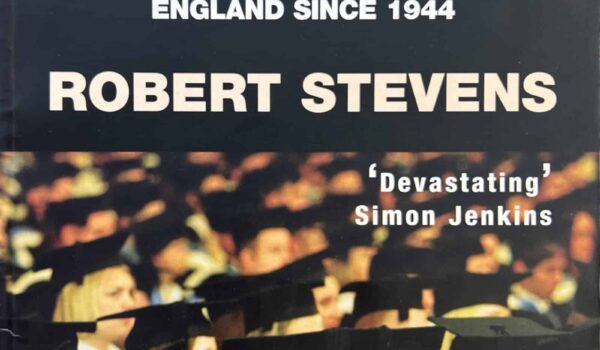 ENGLAND SINCE 1944
ROBERT STEVENS
‘Devastating’
Simon Jenkins